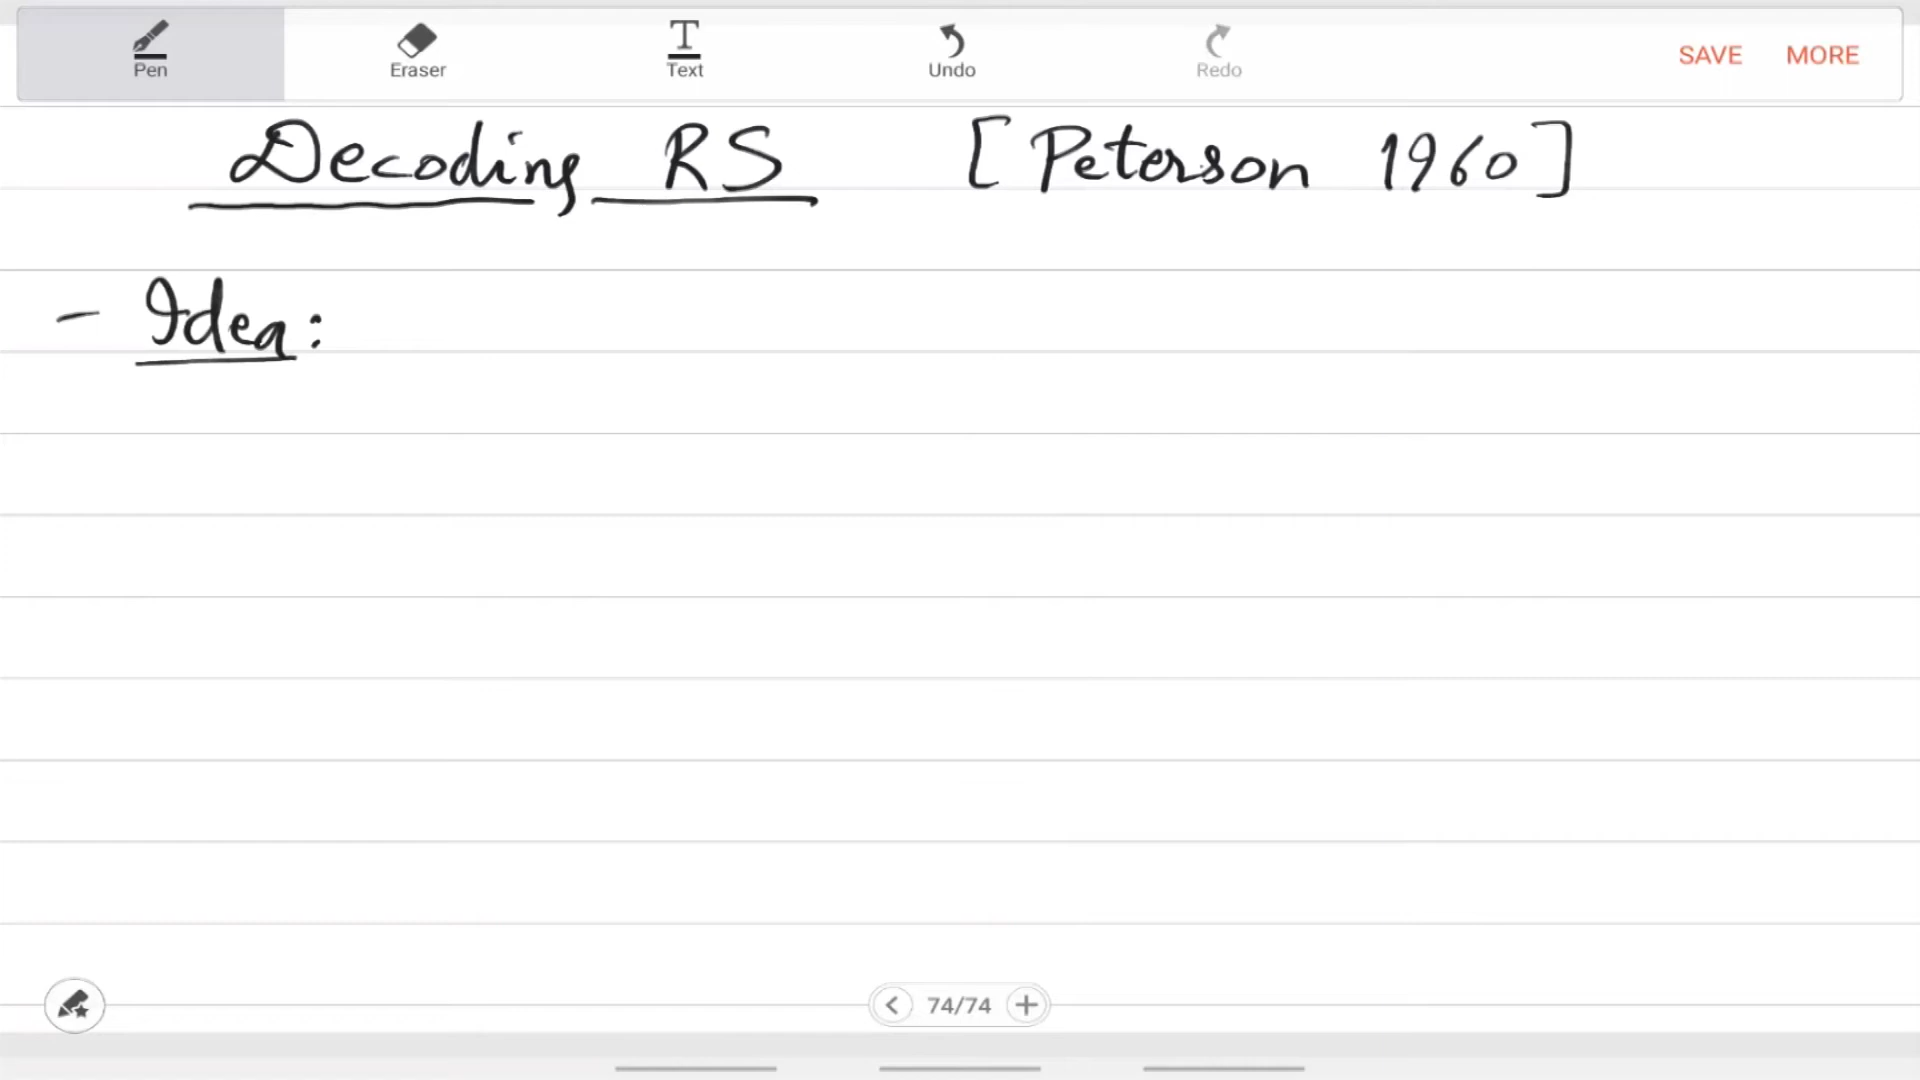 Pen Eraser Text Undo Redo SAVE MORE
Decoding RS [Peterson 1960]
- Idea:
74/74